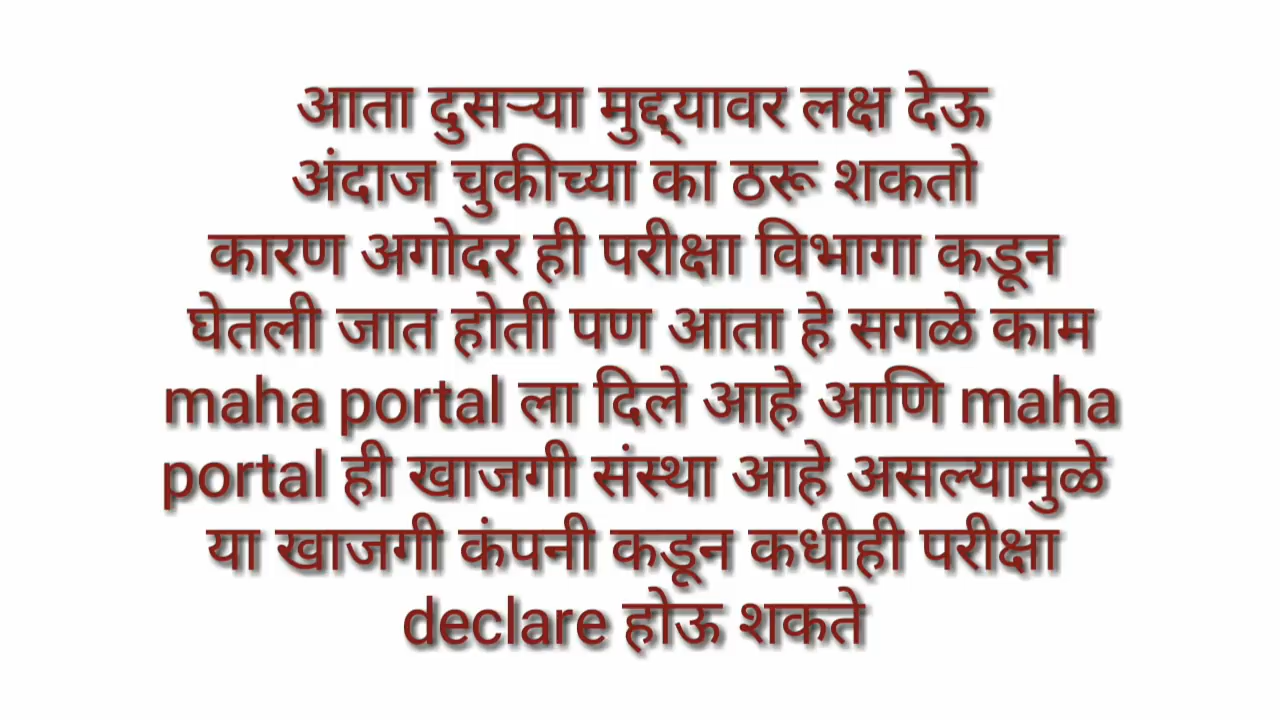 आता दुसऱ्या मुद्द्यावर लक्ष देऊ
अंदाज चुकीच्या का ठरू शकतो
कारण अगोदर ही परीक्षा विभागा कडून
घेतली जात होती पण आता हे सगळे काम
maha portal ला दिले आहे आणि maha
portal ही खाजगी संस्था आहे असल्यामुळे
या खाजगी कंपनी कडून कधीही परीक्षा
declare होऊ शकते